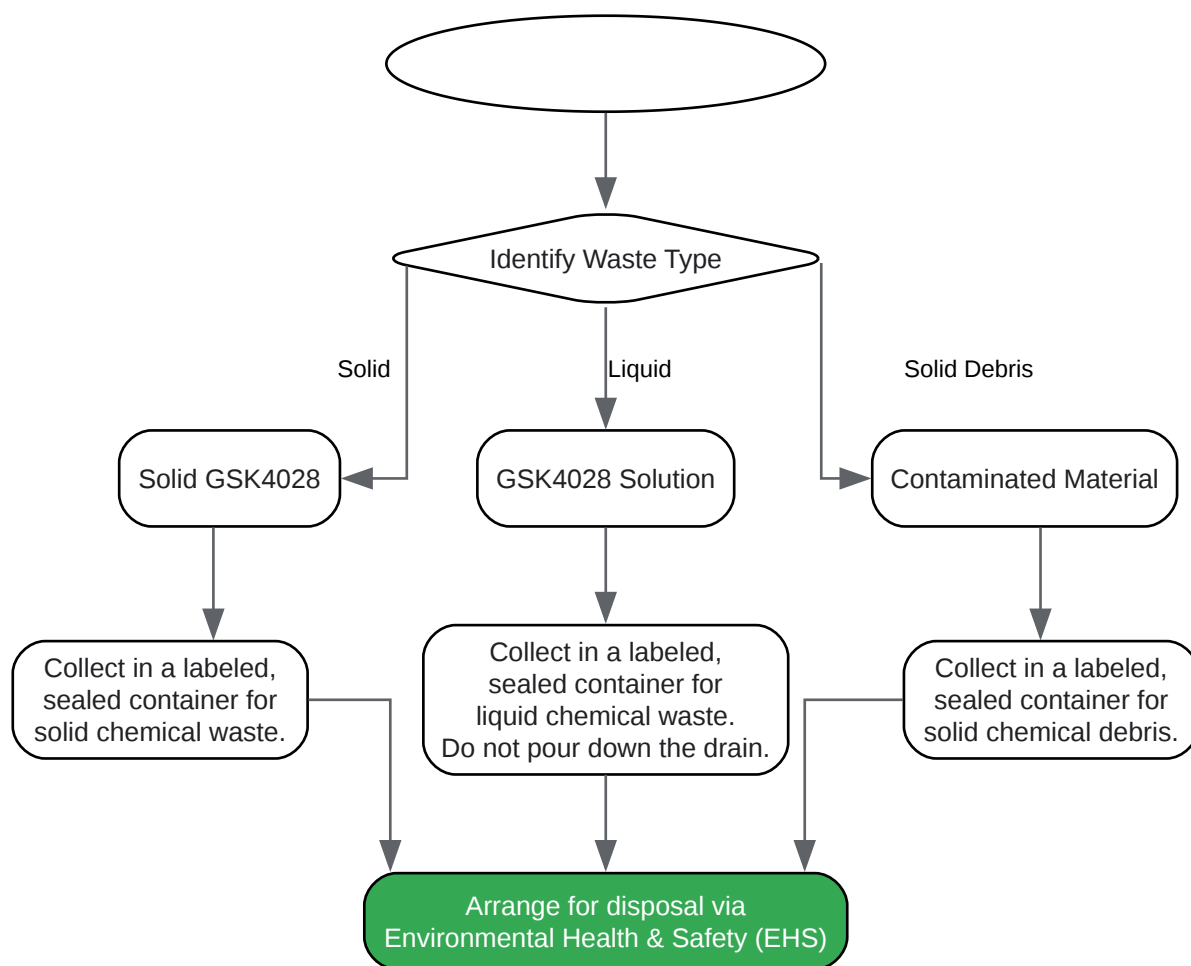 Identify Waste Type
Solid
Liquid
Solid Debris
Solid GSK4028
GSK4028 Solution
Contaminated Material
Collect in a labeled,
sealed container for
solid chemical waste.
Collect in a labeled,
sealed container for
liquid chemical waste.
Do not pour down the drain.
Collect in a labeled,
sealed container for
solid chemical debris.
Arrange for disposal via
Environmental Health & Safety (EHS)